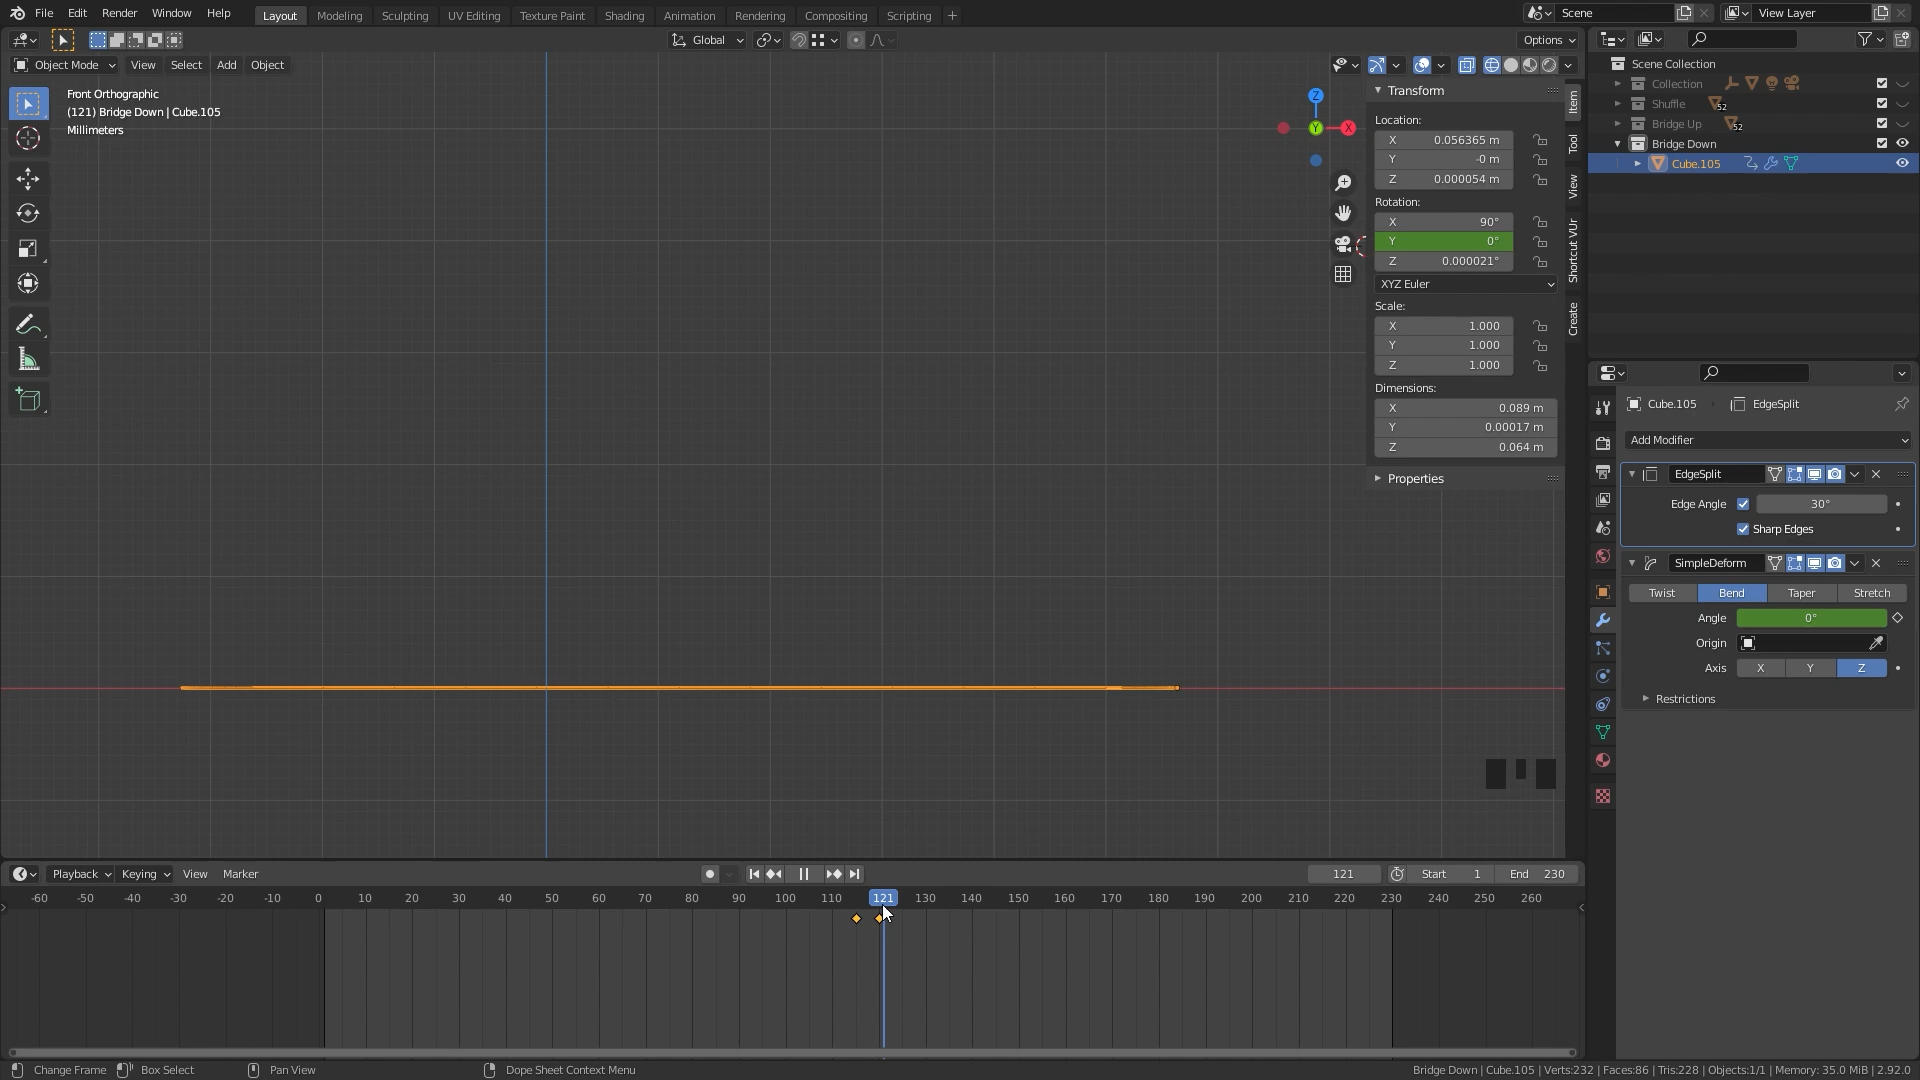 File Edit Render Window Help Layout Modeling Sculpting UV Editing Texture Paint Shading Animation Rendering Compositing Scripting + Scene View Layer
Global Options
Object Mode View Select Add Object
Front Orthographic
(121) Bridge Down | Cube.105
Millimeters
Z
Y
X
Transform
Location:
X 0.056365 m
Y -0 m
Z 0.000054 m
Rotation:
X 90°
Y 0°
Z 0.000021°
XYZ Euler
Scale:
X 1.000
Y 1.000
Z 1.000
Dimensions:
X 0.089 m
Y 0.00017 m
Z 0.064 m
Properties
Item
Tool
View
Shortcut VUr
Create
Scene Collection
Collection
Shuffle 52
Bridge Up 52
Bridge Down
Cube.105
Cube.105 EdgeSplit
Add Modifier
EdgeSplit
Edge Angle 30°
Sharp Edges
SimpleDeform
Twist Bend Taper Stretch
Angle 0°
Origin
Axis X Y Z
Restrictions
Playback Keying View Marker 121 Start 1 End 230
-60 -50 -40 -30 -20 -10 0 10 20 30 40 50 60 70 80 90 100 110 121 130 140 150 160 170 180 190 200 210 220 230 240 250 260
Change Frame Box Select Pan View Dope Sheet Context Menu Bridge Down | Cube.105 | Verts:232 | Faces:86 | Tris:228 | Objects:1/1 | Memory: 35.0 MiB | 2.92.0